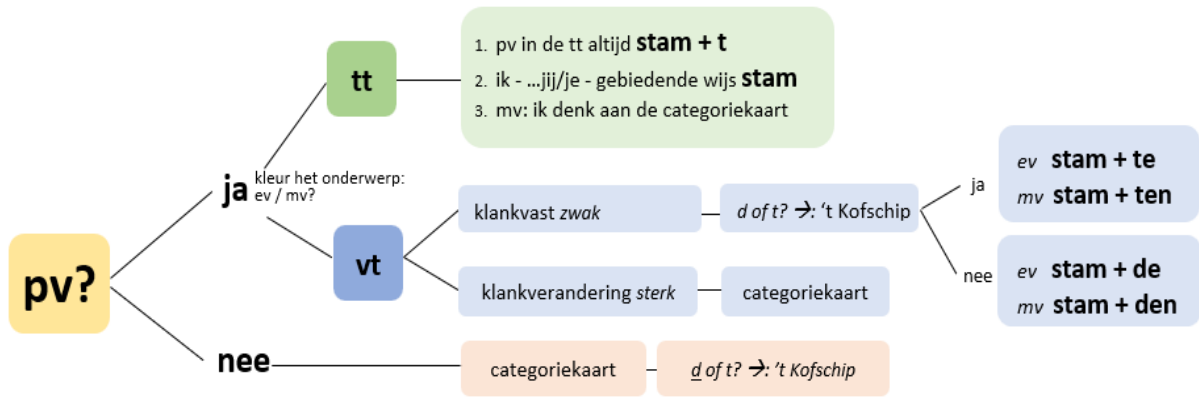 pv?
ja
kleur het onderwerp:
ev / mv?
tt
1. pv in de tt altijd stam + t
2. ik - ...jij/je - gebiedende wijs stam
3. mv: ik denk aan de categoriekaart
vt
klankvast zwak
d of t? →: ‘t Kofschip
ja
ev stam + te
mv stam + ten
nee
ev stam + de
mv stam + den
klankverandering sterk
categoriekaart
nee
categoriekaart
d of t? →: ’t Kofschip